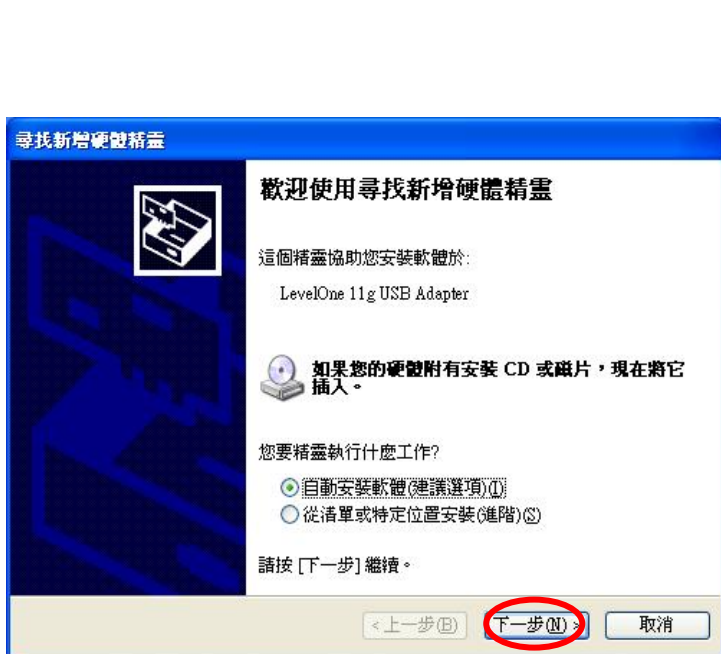 尋找新增硬體精靈
歡迎使用尋找新增硬體精靈
這個精靈協助您安裝軟體於:
LevelOne 11g USB Adapter
如果您的硬體附有安裝 CD 或磁片，現在將它
插入。
您要精靈執行什麼工作?
自動安裝軟體(建議選項)(I)
從清單或特定位置安裝(進階)(S)
請按 [下一步] 繼續。
<上一步(B) 下一步(N) > 取消